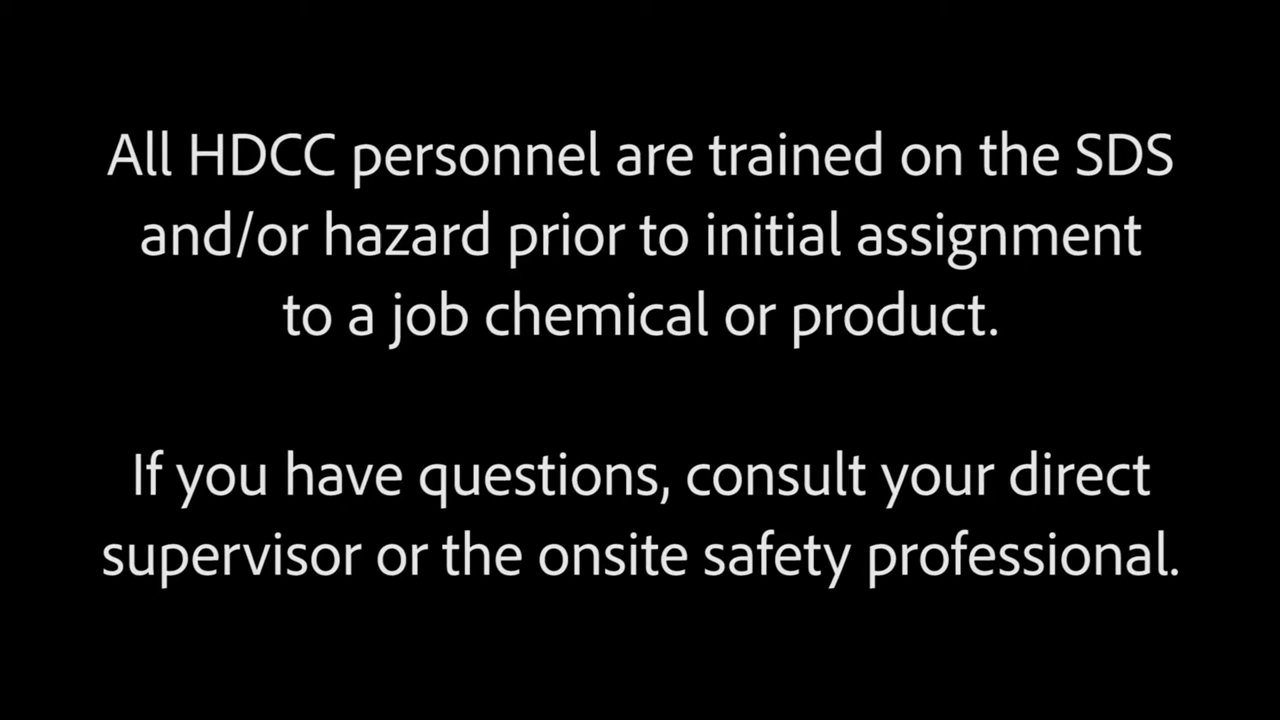 All HDCC personnel are trained on the SDS
and/or hazard prior to initial assignment
to a job chemical or product.
If you have questions, consult your direct
supervisor or the onsite safety professional.